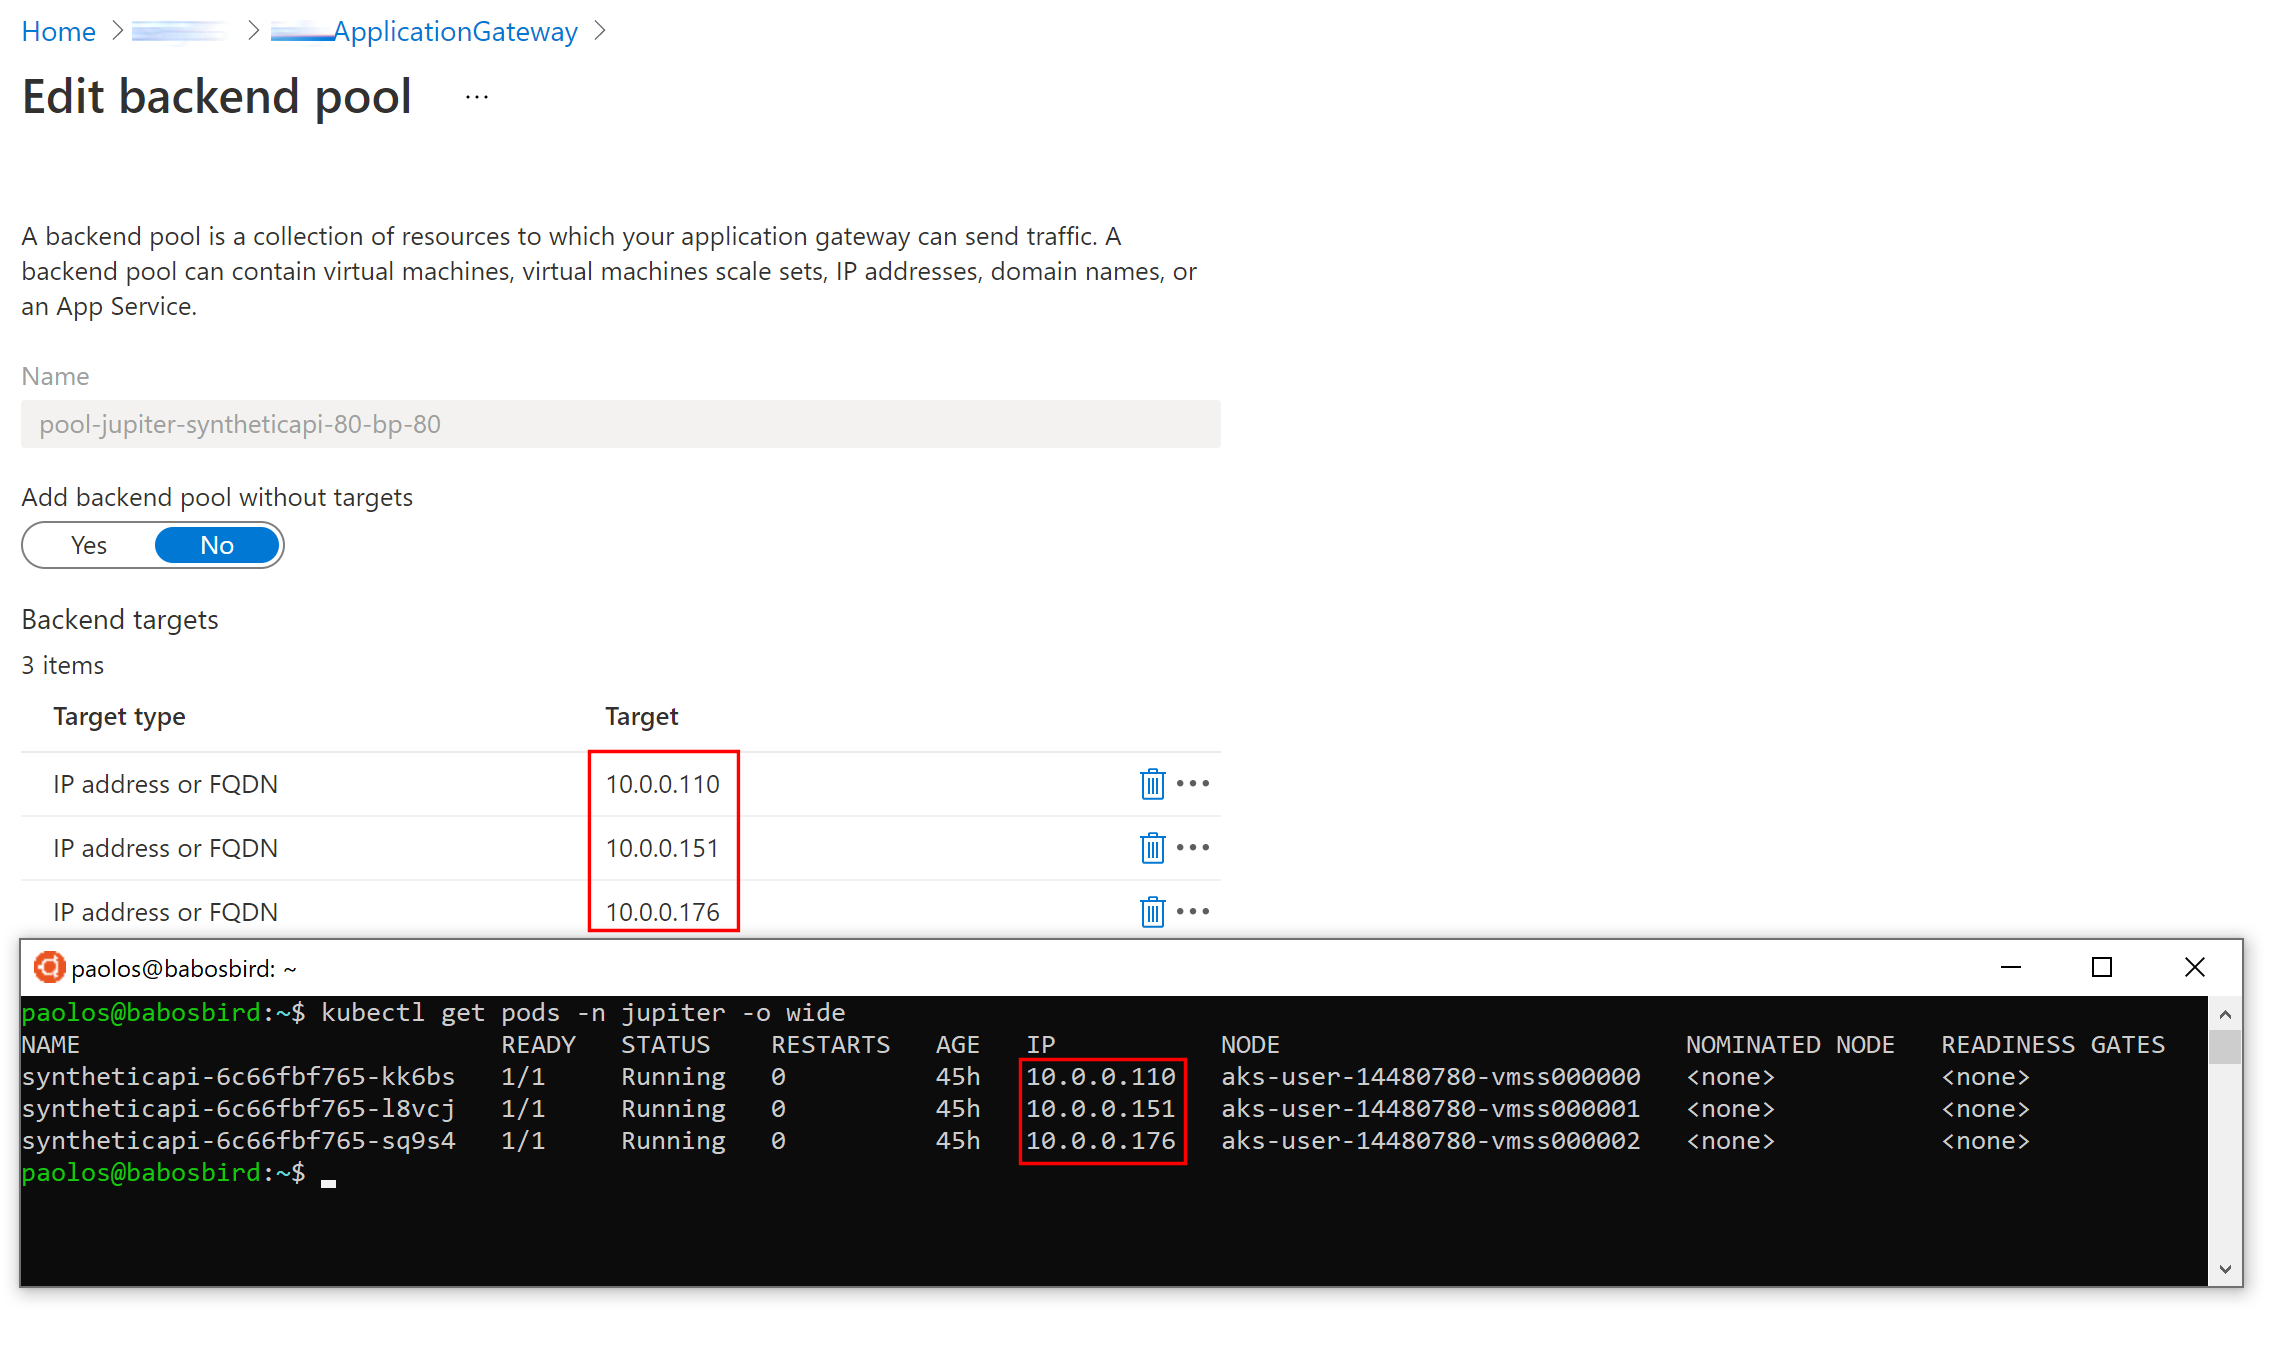 Home > > ApplicationGateway >
Edit backend pool ...
A backend pool is a collection of resources to which your application gateway can send traffic. A
backend pool can contain virtual machines, virtual machines scale sets, IP addresses, domain names, or
an App Service.
Name
pool-jupiter-syntheticapi-80-bp-80
Add backend pool without targets
Yes No
Backend targets
3 items
Target type Target
IP address or FQDN 10.0.0.110
IP address or FQDN 10.0.0.151
IP address or FQDN 10.0.0.176
paolos@babosbird: ~
paolos@babosbird:~$ kubectl get pods -n jupiter -o wide
NAME READY STATUS RESTARTS AGE IP NODE NOMINATED NODE READINESS GATES
syntheticapi-6c66fbf765-kk6bs 1/1 Running 0 45h 10.0.0.110 aks-user-14480780-vmss000000 <none> <none>
syntheticapi-6c66fbf765-l8vcj 1/1 Running 0 45h 10.0.0.151 aks-user-14480780-vmss000001 <none> <none>
syntheticapi-6c66fbf765-sq9s4 1/1 Running 0 45h 10.0.0.176 aks-user-14480780-vmss000002 <none> <none>
paolos@babosbird:~$